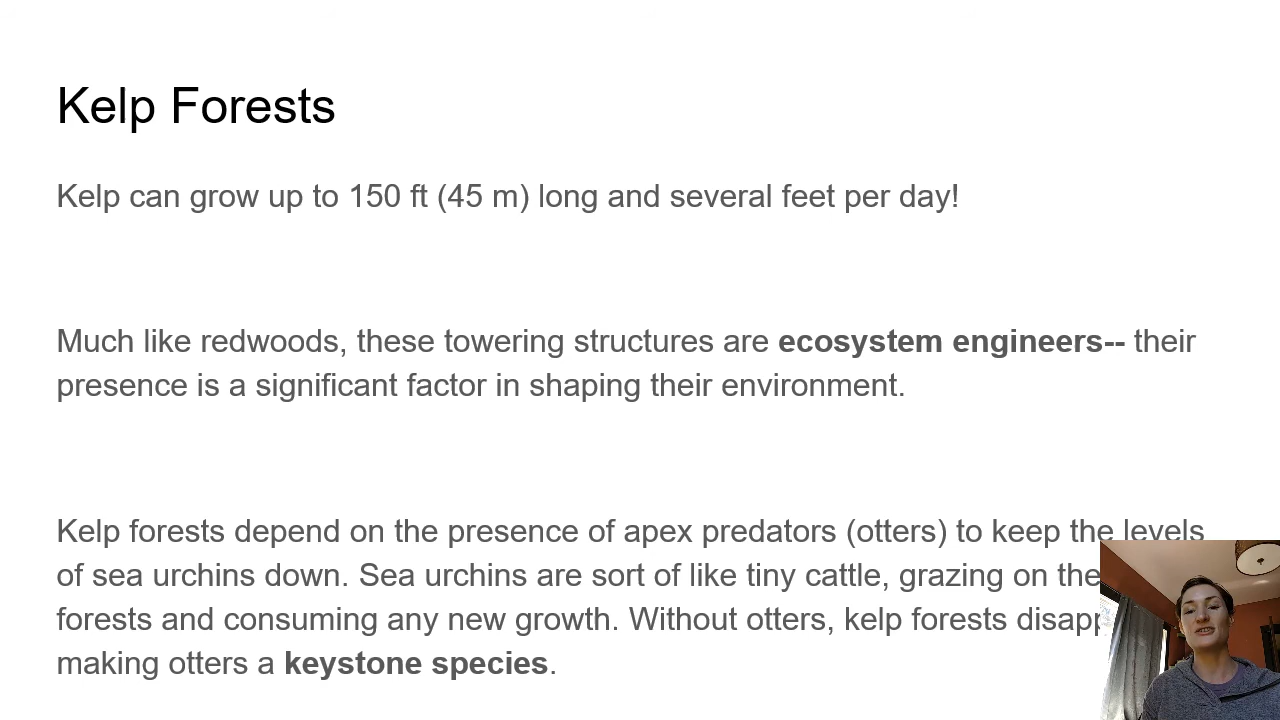 Kelp Forests
Kelp can grow up to 150 ft (45 m) long and several feet per day!
Much like redwoods, these towering structures are ecosystem engineers-- their
presence is a significant factor in shaping their environment.
Kelp forests depend on the presence of apex predators (otters) to keep the levels
of sea urchins down. Sea urchins are sort of like tiny cattle, grazing on the
forests and consuming any new growth. Without otters, kelp forests
making otters a keystone species.